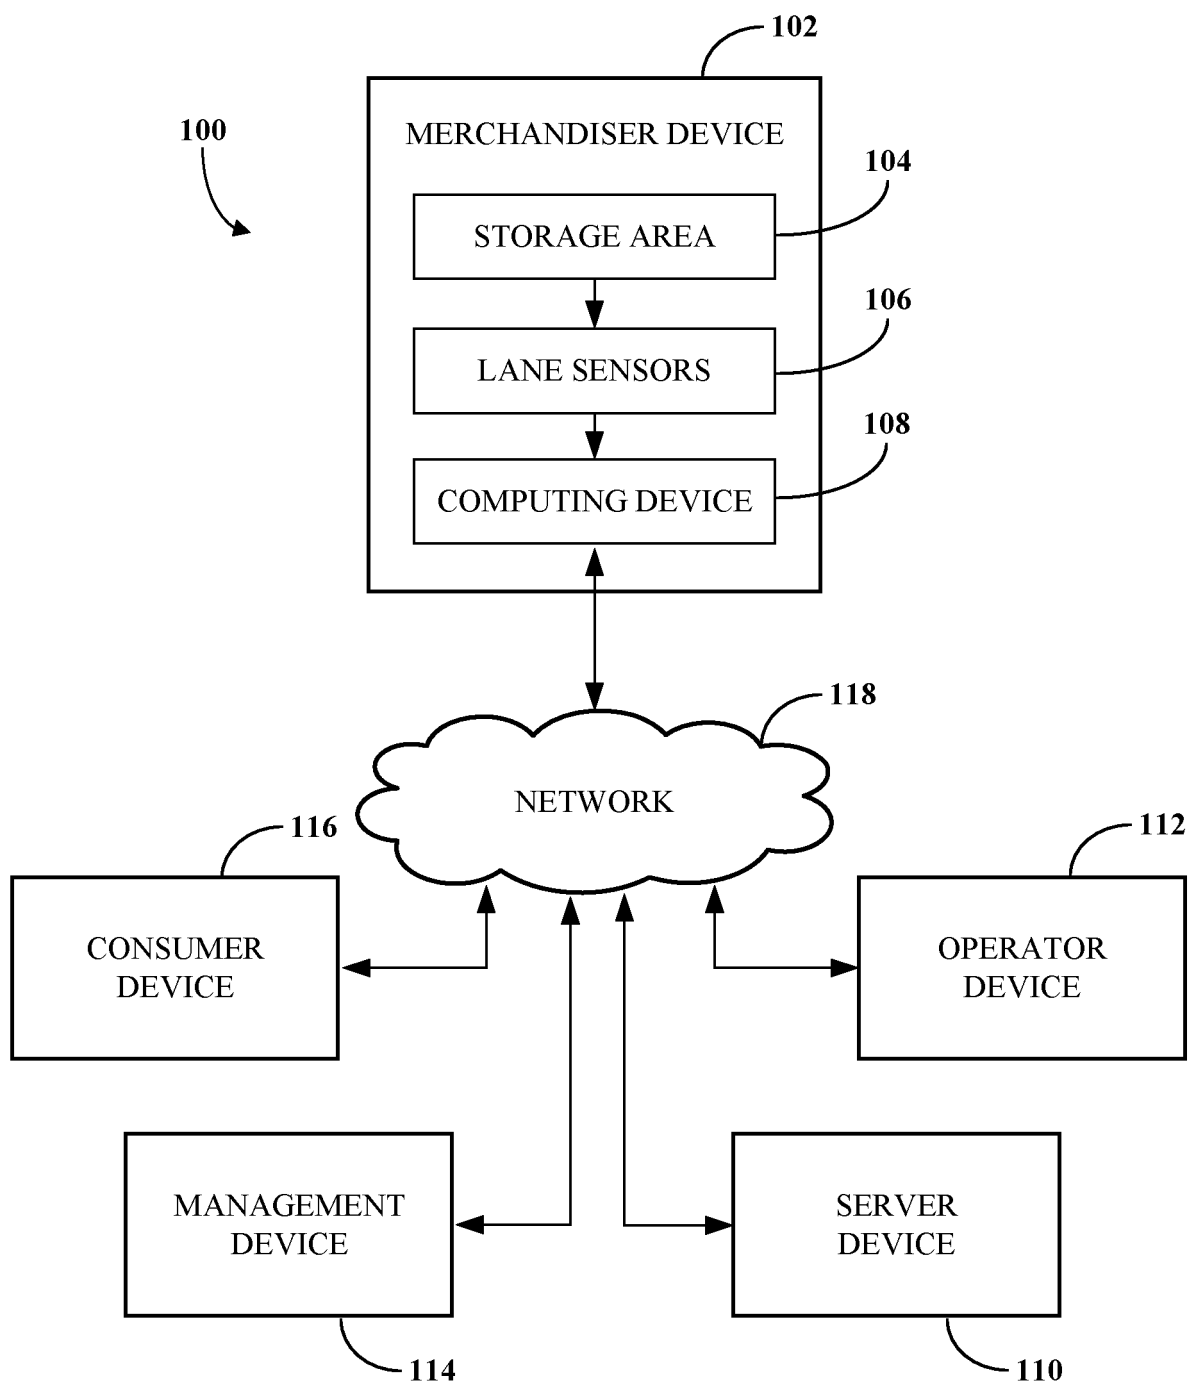 102
100
MERCHANDISER DEVICE
104
STORAGE AREA
106
LANE SENSORS
108
COMPUTING DEVICE
118
NETWORK
116
112
CONSUMER
DEVICE
OPERATOR
DEVICE
MANAGEMENT
DEVICE
SERVER
DEVICE
114
110